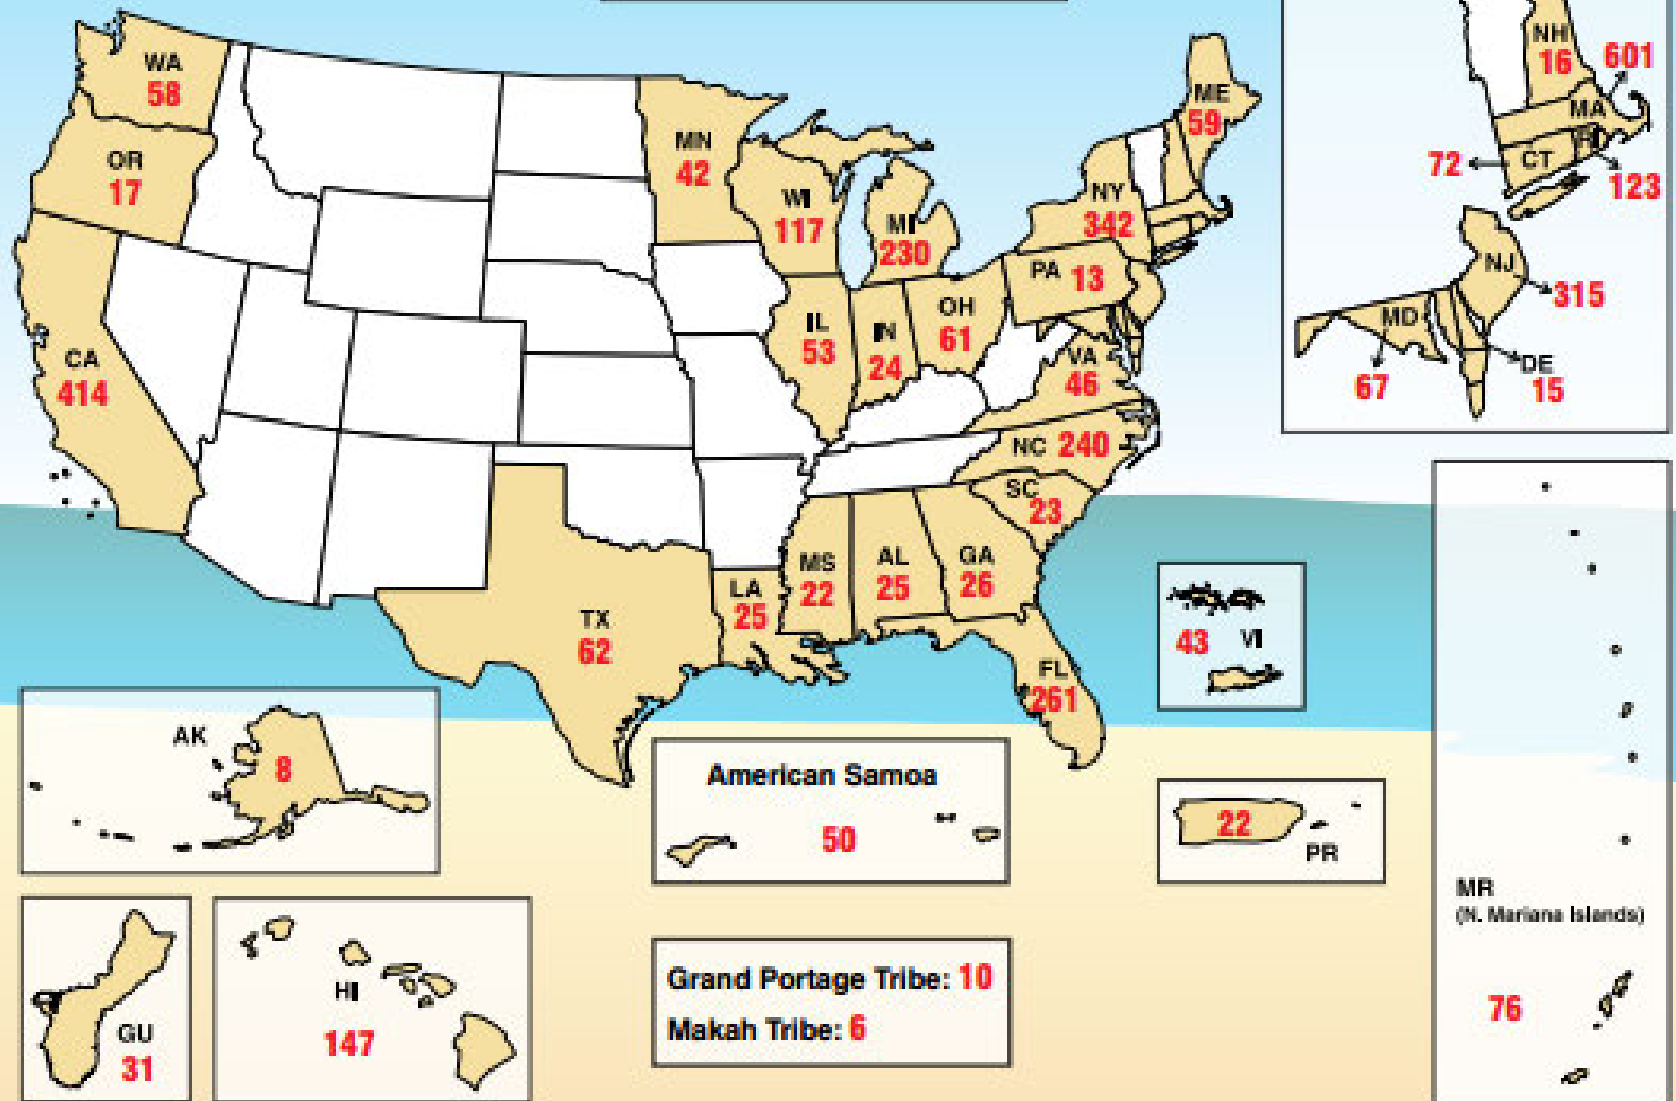 WA
58
OR
17
CA
414
MN
42
WI
117
MI
230
IL
53
IN
24
OH
61
ME
59
NY
342
PA 13
VA
46
NC 240
SC
23
GA
26
AL
25
MS
22
LA
25
TX
62
FL
261
NH
16
601
MA
RI
CT
72
123
NJ
315
MD
67
DE
15
43 VI
AK
8
American Samoa
50
22
PR
MR
(N. Mariana Islands)
76
GU
31
HI
147
Grand Portage Tribe: 10
Makah Tribe: 6